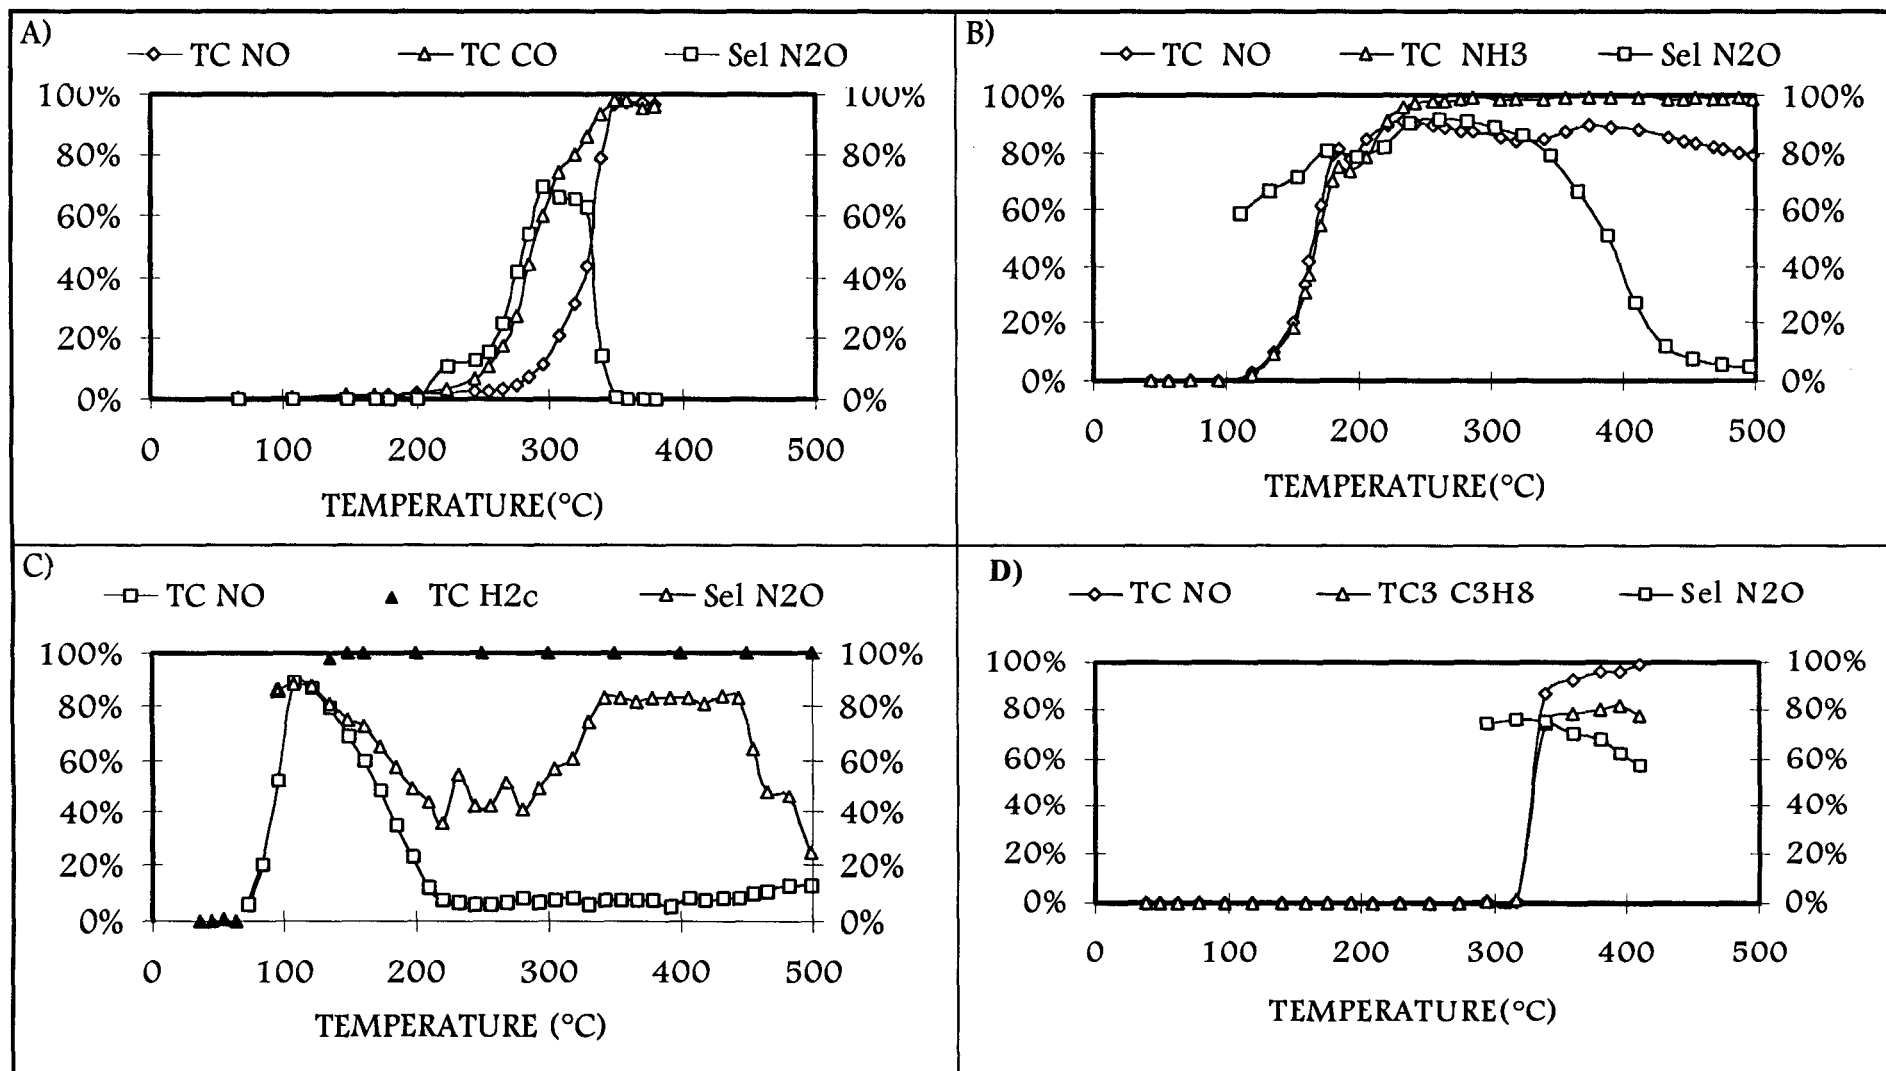 A)
TC NO TC CO Sel N2O
100% 100%
80% 80%
60% 60%
40% 40%
20% 20%
0% 0%
0 100 200 300 400 500
TEMPERATURE(°C)
B)
TC NO TC NH3 Sel N2O
100% 100%
80% 80%
60% 60%
40% 40%
20% 20%
0% 0%
0 100 200 300 400 500
TEMPERATURE(°C)
C)
TC NO TC H2c Sel N2O
100% 100%
80% 80%
60% 60%
40% 40%
20% 20%
0% 0%
0 100 200 300 400 500
TEMPERATURE (°C)
D)
TC NO TC3 C3H8 Sel N2O
100% 100%
80% 80%
60% 60%
40% 40%
20% 20%
0% 0%
0 100 200 300 400 500
TEMPERATURE(°C)